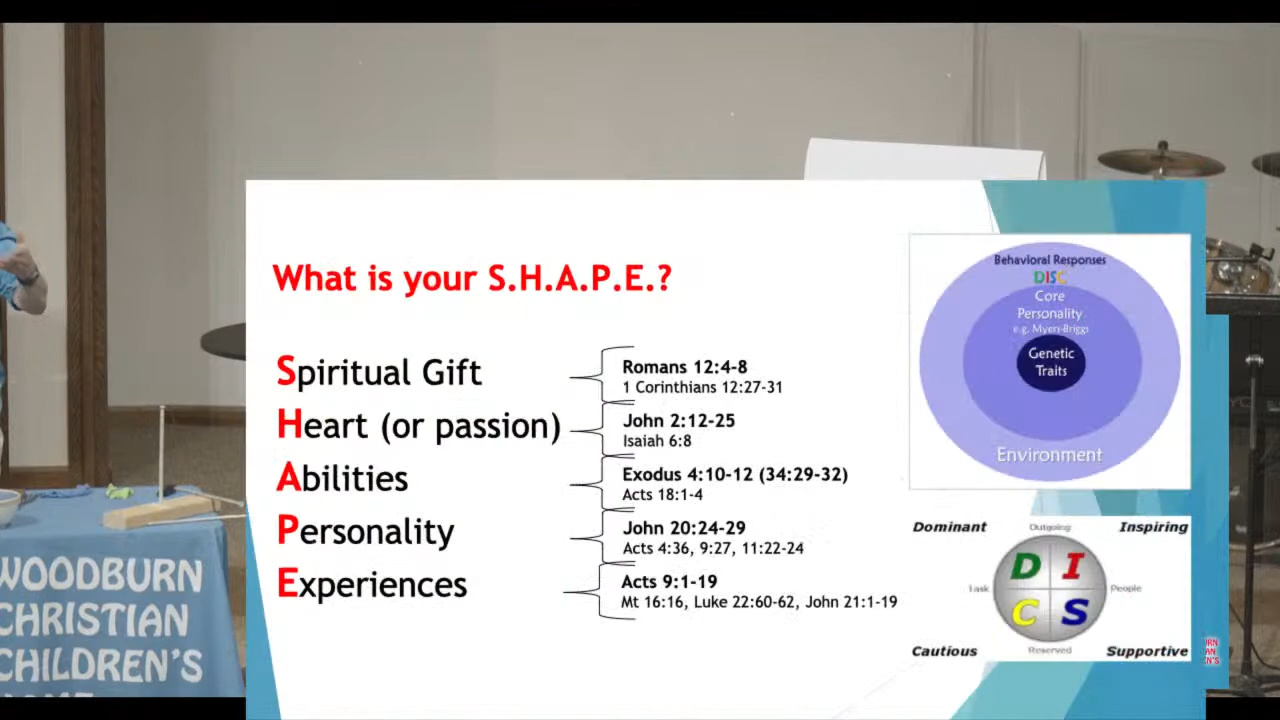 What is your S.H.A.P.E.?
Spiritual Gift
Romans 12:4-8
1 Corinthians 12:27-31
Heart (or passion)
John 2:12-25
Isaiah 6:8
Abilities
Exodus 4:10-12 (34:29-32)
Acts 18:1-4
Personality
John 20:24-29
Acts 4:36, 9:27, 11:22-24
Experiences
Acts 9:1-19
Mt 16:16, Luke 22:60-62, John 21:1-19
Behavioral Responses
DISC
Core
Personality
e.g. Myers-Briggs
Genetic
Traits
Environment
Dominant
Outgoing
Inspiring
D I
Task
People
C S
Cautious
Reserved
Supportive
WOODBURN
CHRISTIAN
CHILDREN'S